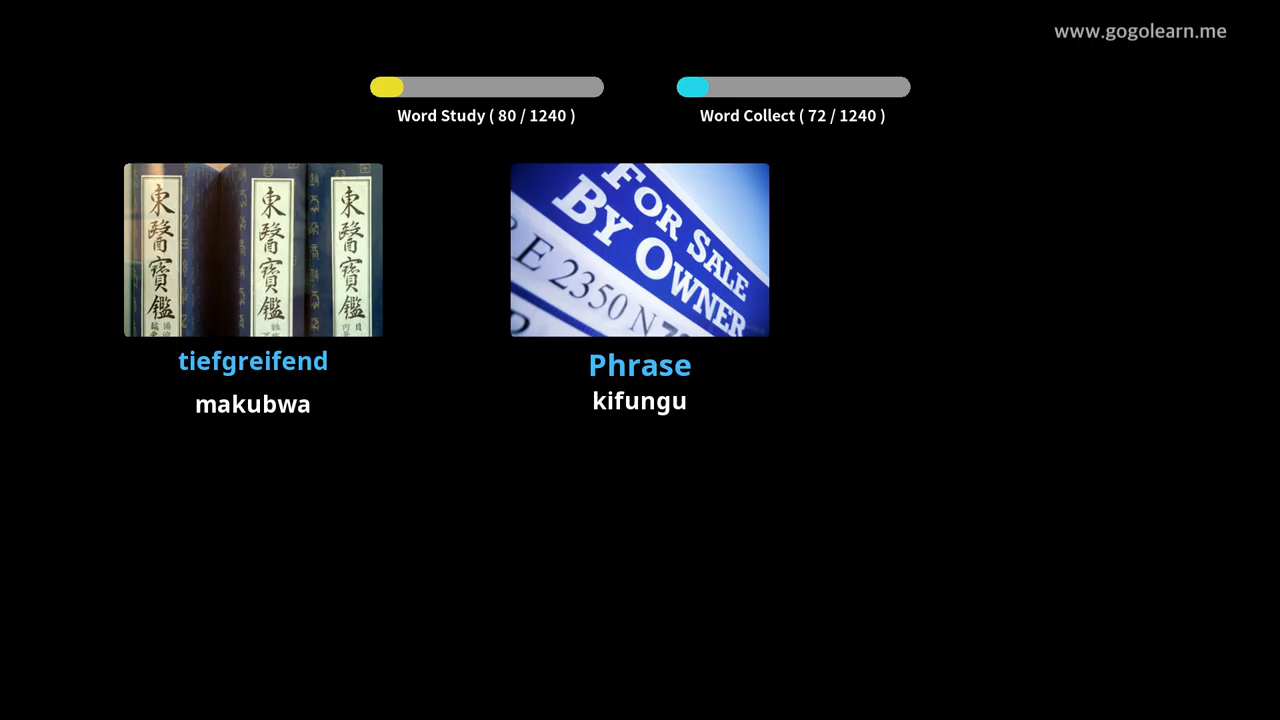 www.gogolearn.me
Word Study ( 80 / 1240 )
Word Collect ( 72 / 1240 )
東醫寶鑑
東醫寶鑑
東醫寶鑑
FOR SALE
BY OWNER
E 2350 N
tiefgreifend
makubwa
Phrase
kifungu